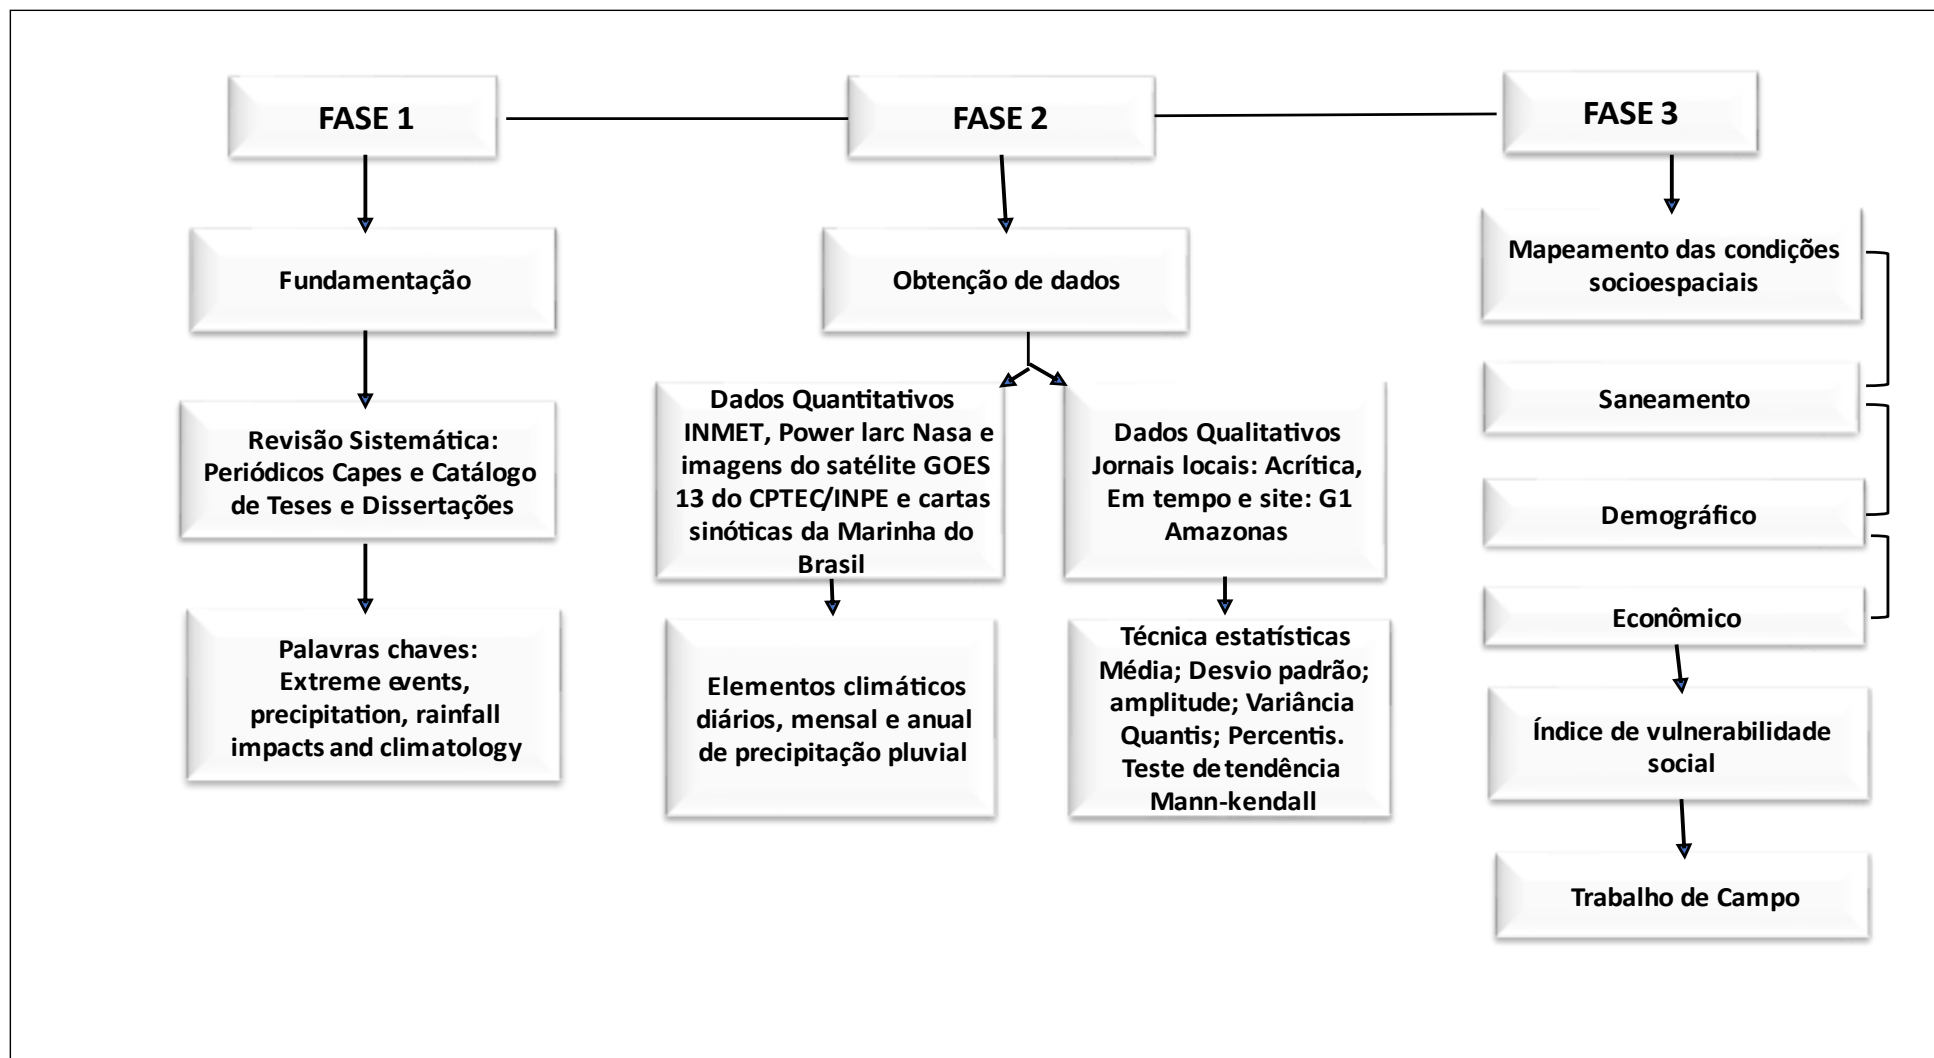 FASE 1
Fundamentação
Revisão Sistemática:
Periódicos Capes e Catálogo
de Teses e Dissertações
Palavras chaves:
Extreme events,
precipitation, rainfall
impacts and climatology
FASE 2
Obtenção de dados
Dados Quantitativos
INMET, Power larc Nasa e
imagens do satélite GOES
13 do CPTEC/INPE e cartas
sinóticas da Marinha do
Brasil
Elementos climáticos
diários, mensal e anual
de precipitação pluvial
Dados Qualitativos
Jornais locais: Acrítica,
Em tempo e site: G1
Amazonas
Técnica estatísticas
Média; Desvio padrão;
amplitude; Variância
Quantis; Percentis.
Teste de tendência
Mann-kendall
FASE 3
Mapeamento das condições
socioespaciais
Saneamento
Demográfico
Econômico
Índice de vulnerabilidade
social
Trabalho de Campo